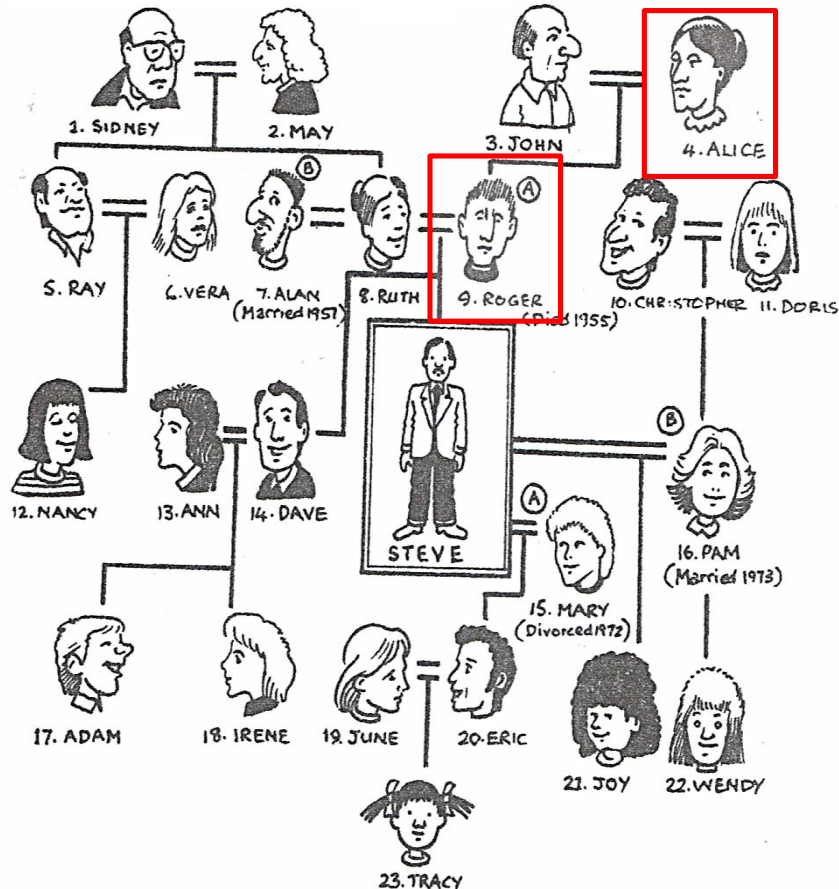 1. SIDNEY
2. MAY
3. JOHN
4. ALICE
B
A
5. RAY
6. VERA
7. ALAN
(Married 1957)
8. RUTH
9. ROGER
(Died 1955)
10. CHRISTOPHER
11. DORIS
B
12. NANCY
13. ANN
14. DAVE
STEVE
A
15. MARY
(Divorced 1972)
16. PAM
(Married 1973)
17. ADAM
18. IRENE
19. JUNE
20. ERIC
21. JOY
22. WENDY
23. TRACY